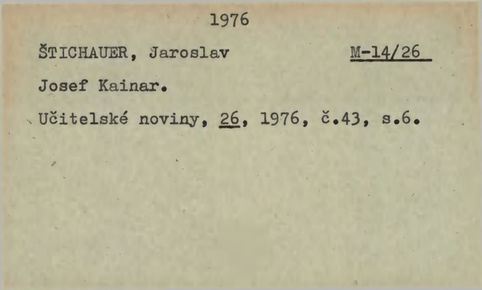 1976
ŠTICHAUER, Jaroslav M-14/26
Josef Kainar.
Učitelské noviny, 26, 1976, č.43, s.6.